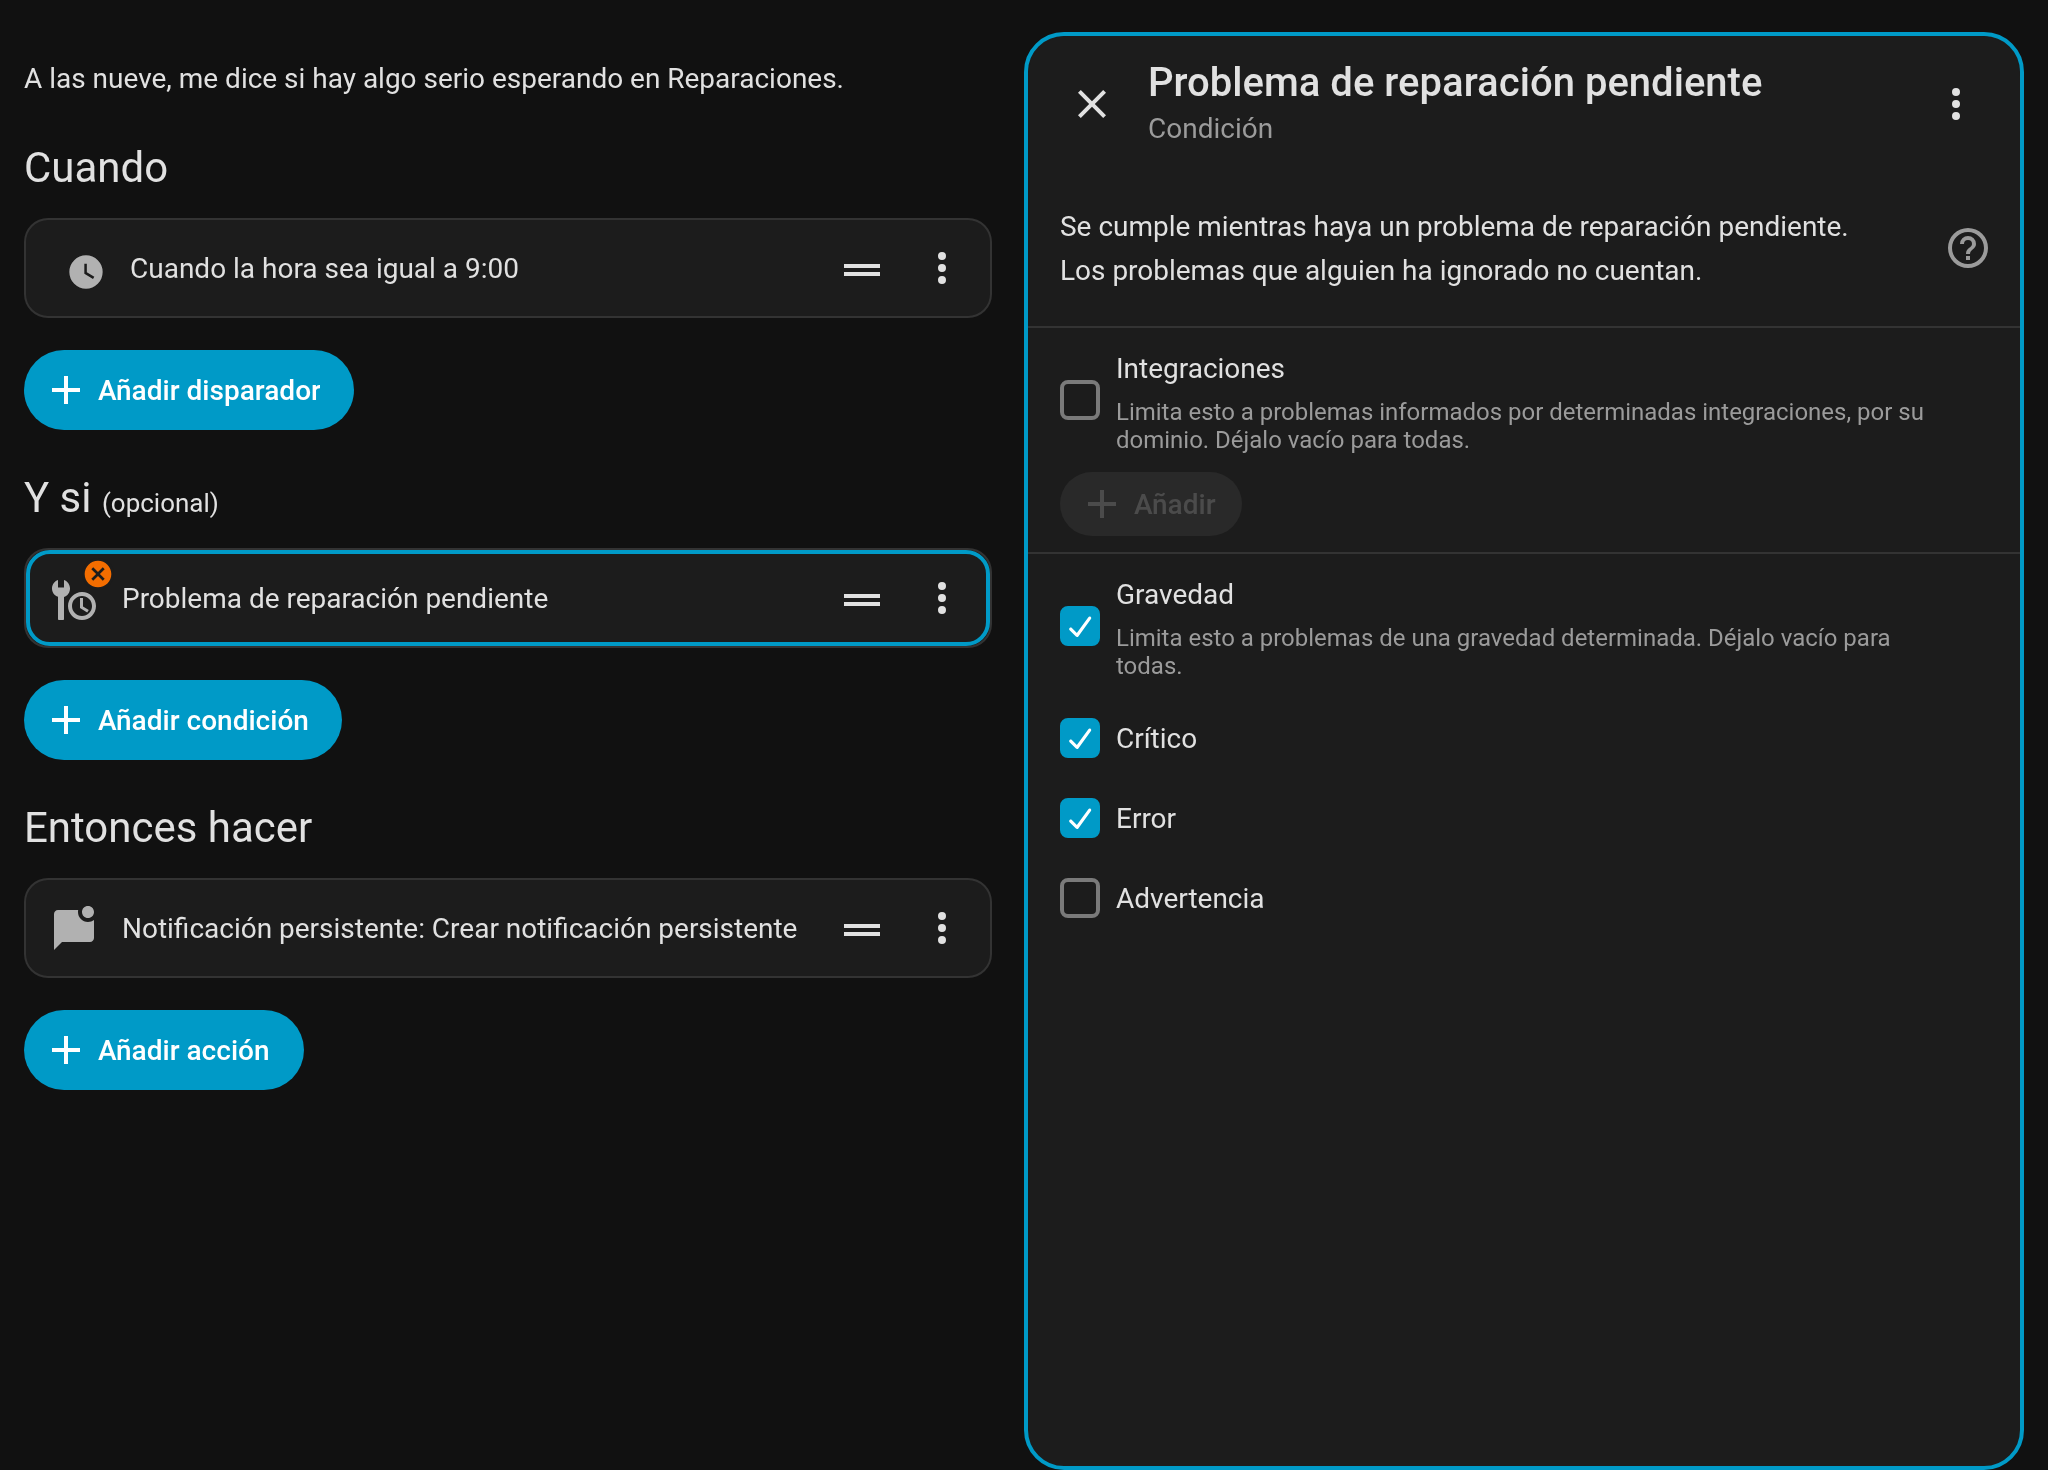 A las nueve, me dice si hay algo serio esperando en Reparaciones.
Cuando
Cuando la hora sea igual a 9:00
Añadir disparador
Y si (opcional)
Problema de reparación pendiente
Añadir condición
Entonces hacer
Notificación persistente: Crear notificación persistente
Añadir acción
Problema de reparación pendiente
Condición
Se cumple mientras haya un problema de reparación pendiente.
Los problemas que alguien ha ignorado no cuentan.
Integraciones
Limita esto a problemas informados por determinadas integraciones, por su
dominio. Déjalo vacío para todas.
Añadir
Gravedad
Limita esto a problemas de una gravedad determinada. Déjalo vacío para
todas.
Crítico
Error
Advertencia